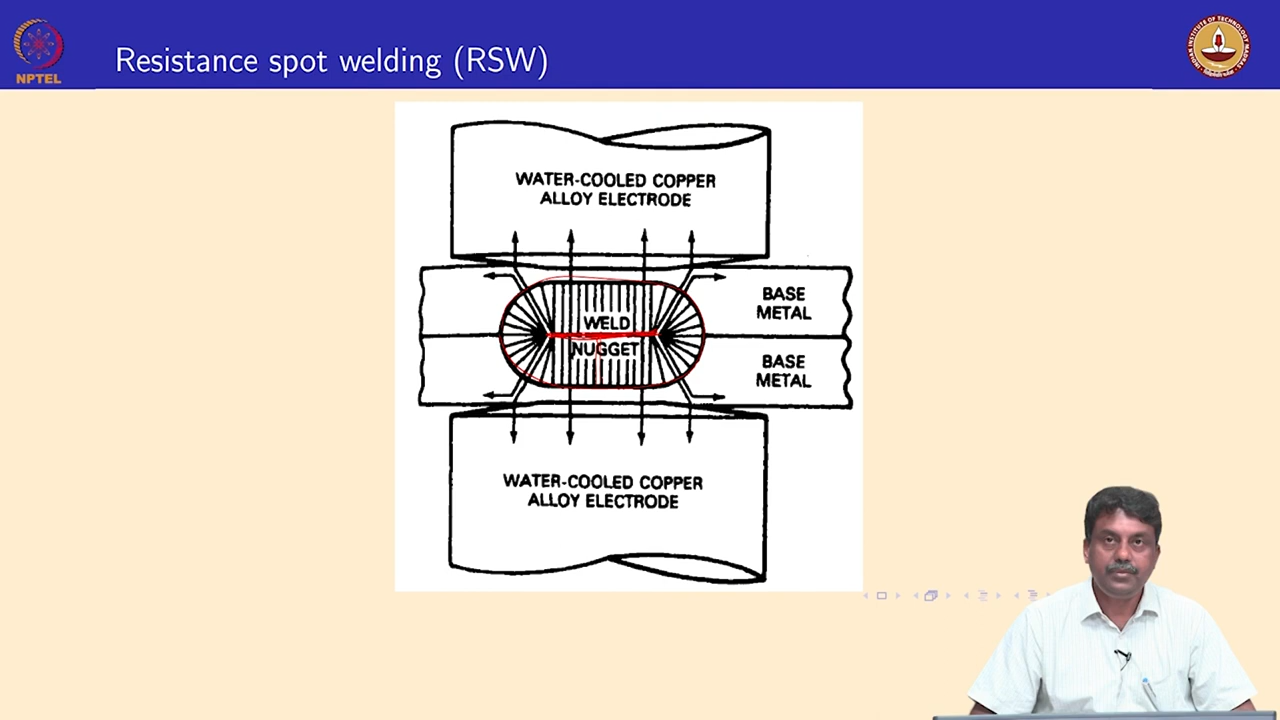 NPTEL
Resistance spot welding (RSW)
WATER-COOLED COPPER
ALLOY ELECTRODE
WELD
NUGGET
BASE
METAL
BASE
METAL
WATER-COOLED COPPER
ALLOY ELECTRODE